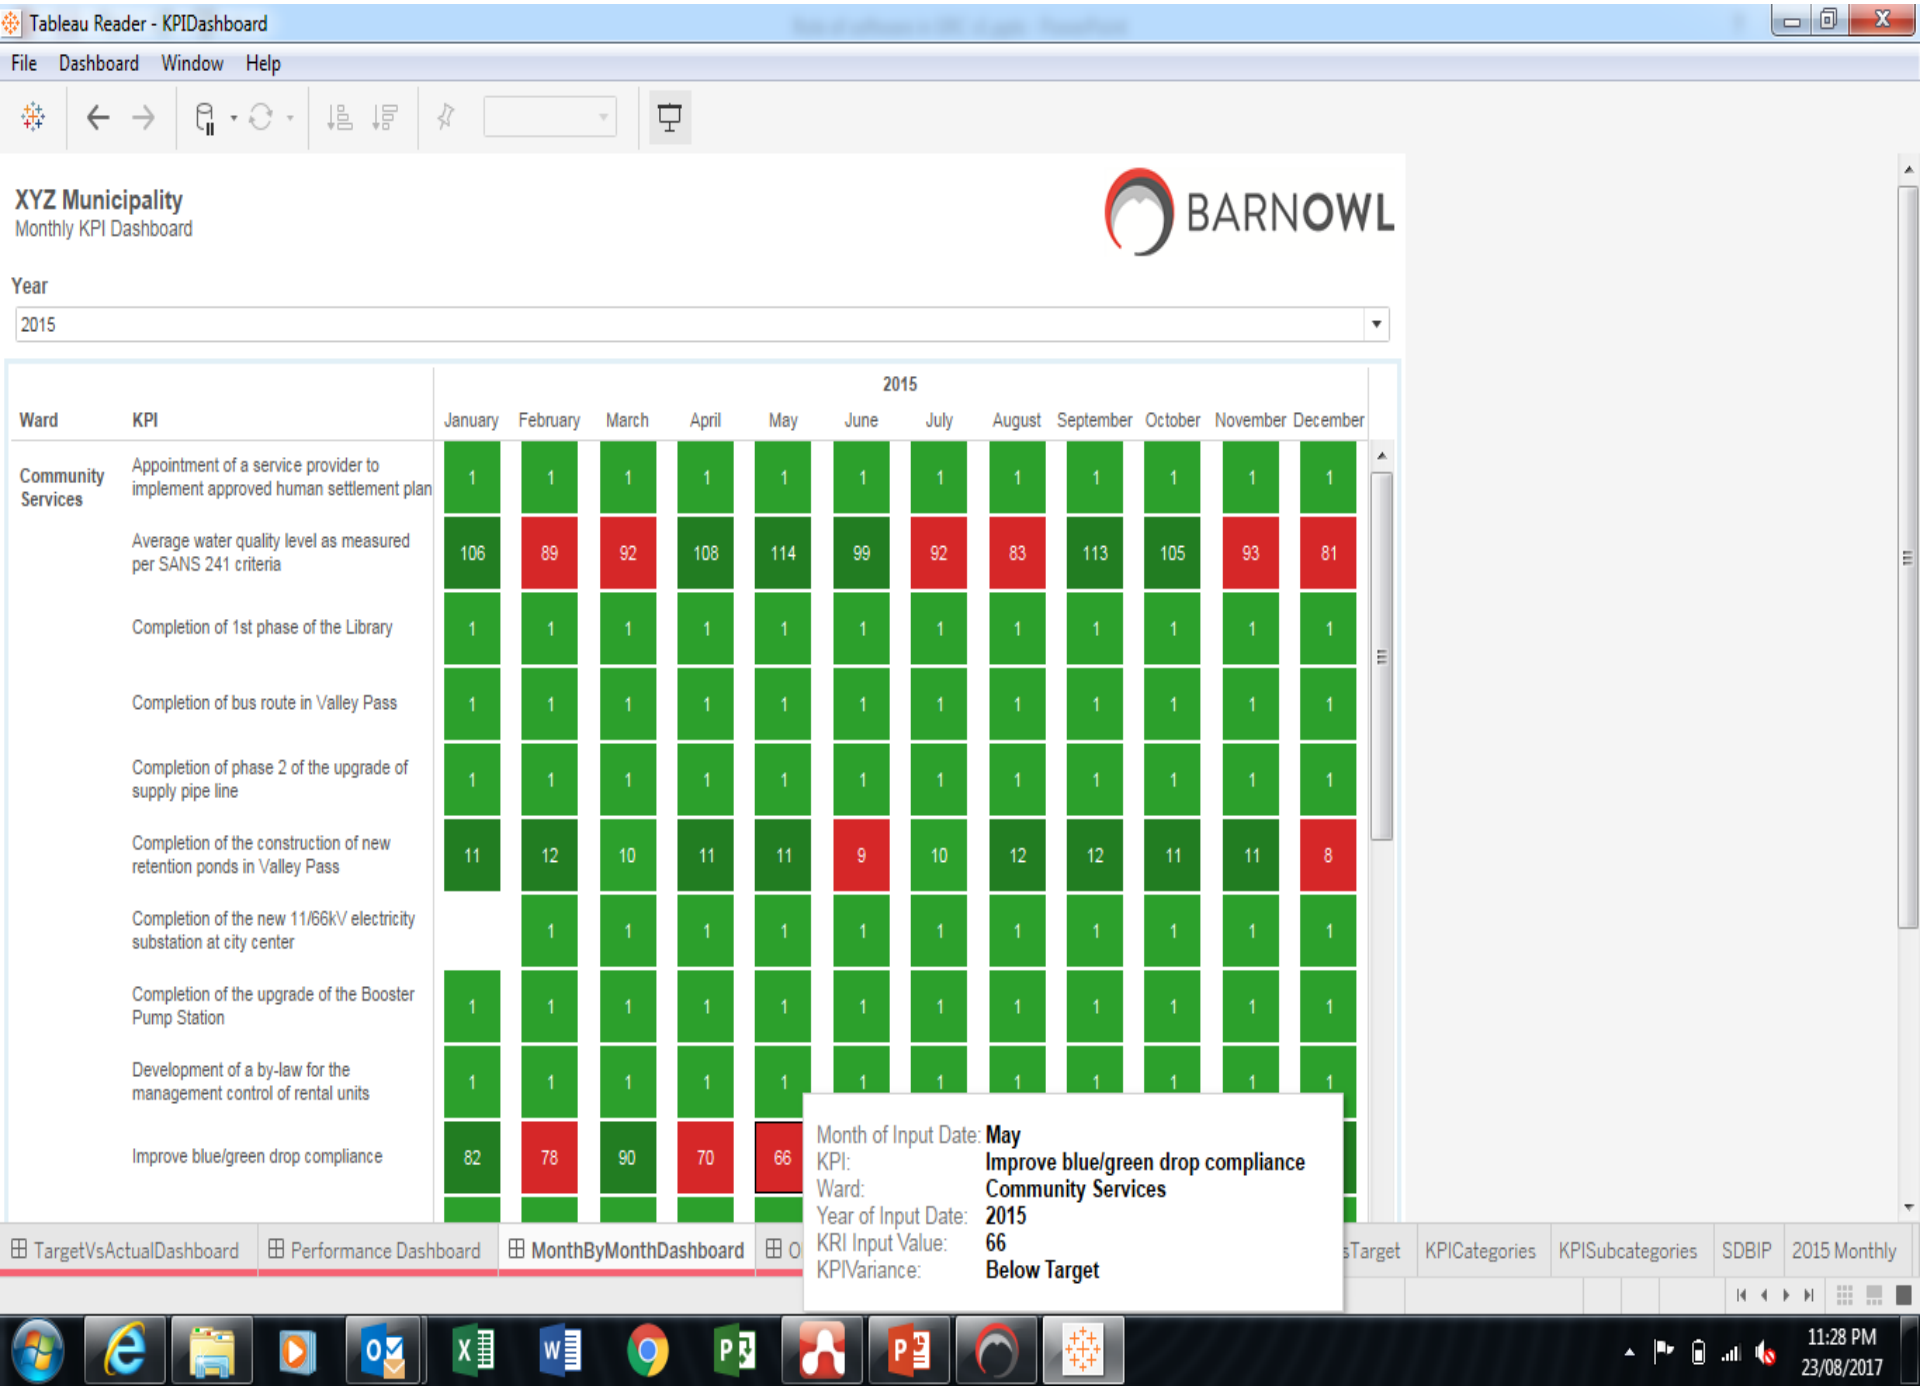 Tableau Reader - KPIDashboard
File Dashboard Window Help
XYZ Municipality
Monthly KPI Dashboard
BARNOWL
Year
2015
2015
Ward KPI January February March April May June July August September October November December
Community Services
Appointment of a service provider to
implement approved human settlement plan
1 1 1 1 1 1 1 1 1 1 1 1
Average water quality level as measured
per SANS 241 criteria
106 89 92 108 114 99 92 83 113 105 93 81
Completion of 1st phase of the Library
1 1 1 1 1 1 1 1 1 1 1 1
Completion of bus route in Valley Pass
1 1 1 1 1 1 1 1 1 1 1 1
Completion of phase 2 of the upgrade of
supply pipe line
1 1 1 1 1 1 1 1 1 1 1 1
Completion of the construction of new
retention ponds in Valley Pass
11 12 10 11 11 9 10 12 12 11 11 8
Completion of the new 11/66kV electricity
substation at city center
1 1 1 1 1 1 1 1 1 1 1
Completion of the upgrade of the Booster
Pump Station
1 1 1 1 1 1 1 1 1 1 1 1
Development of a by-law for the
management control of rental units
1 1 1 1 1 1 1 1 1 1 1 1
Improve blue/green drop compliance
82 78 90 70 66
Month of Input Date: May
KPI: Improve blue/green drop compliance
Ward: Community Services
Year of Input Date: 2015
KRI Input Value: 66
KPIVariance: Below Target
TargetVsActualDashboard Performance Dashboard MonthByMonthDashboard O sTarget KPICategories KPISubcategories SDBIP 2015 Monthly
11:28 PM
23/08/2017